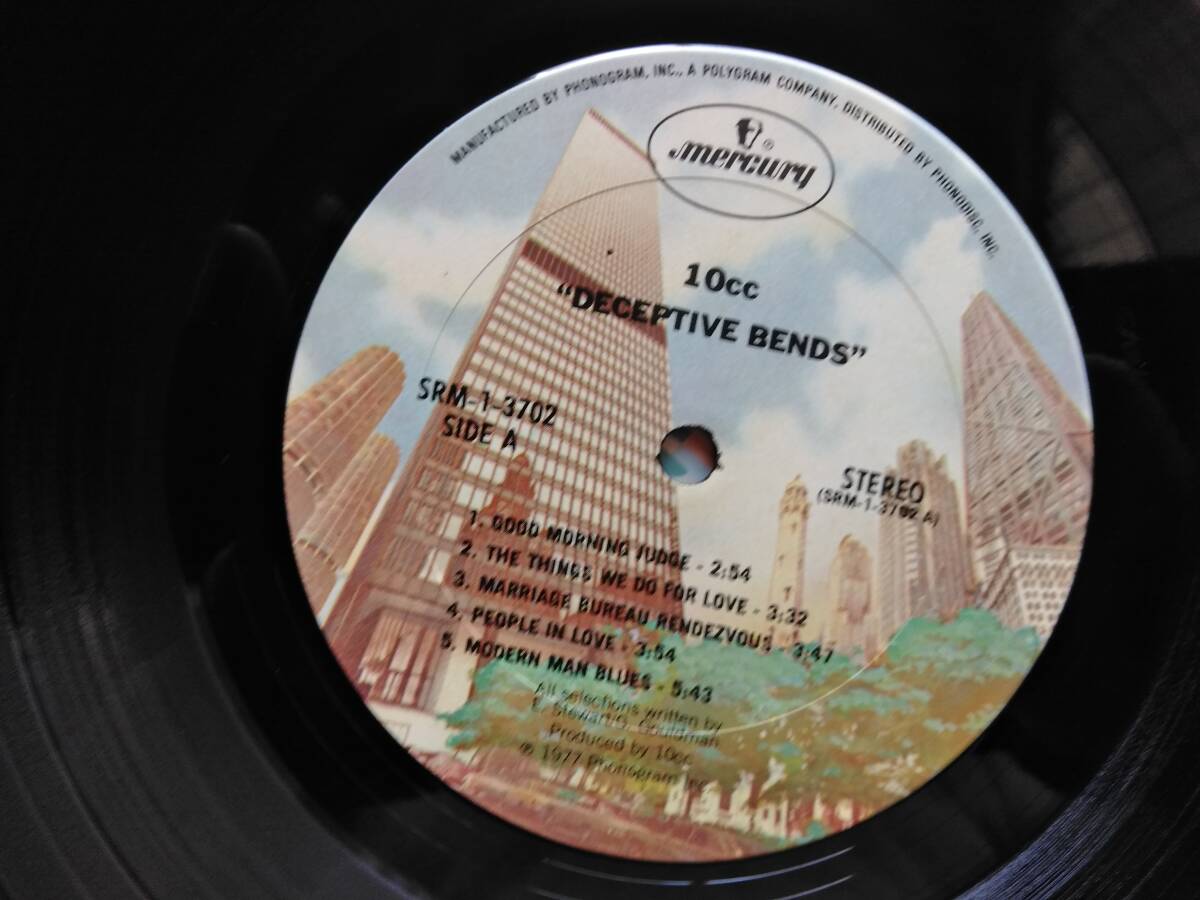 MANUFACTURED BY PHONOGRAM, INC., A POLYGRAM COMPANY, DISTRIBUTED BY PHONODISC, INC.
mercury ®
10cc
"DECEPTIVE BENDS"
SRM-1-3702
SIDE A
STEREO
(SRM-1-3702 A)
1. GOOD MORNING JUDGE - 2:54
2. THE THINGS WE DO FOR LOVE - 3:32
3. MARRIAGE BUREAU RENDEZVOUS - 3:47
4. PEOPLE IN LOVE - 3:54
5. MODERN MAN BLUES - 5:43
All selections written by
E. Stewart/G. Gouldman
Produced by 10cc
℗ 1977 Phonogram Inc.